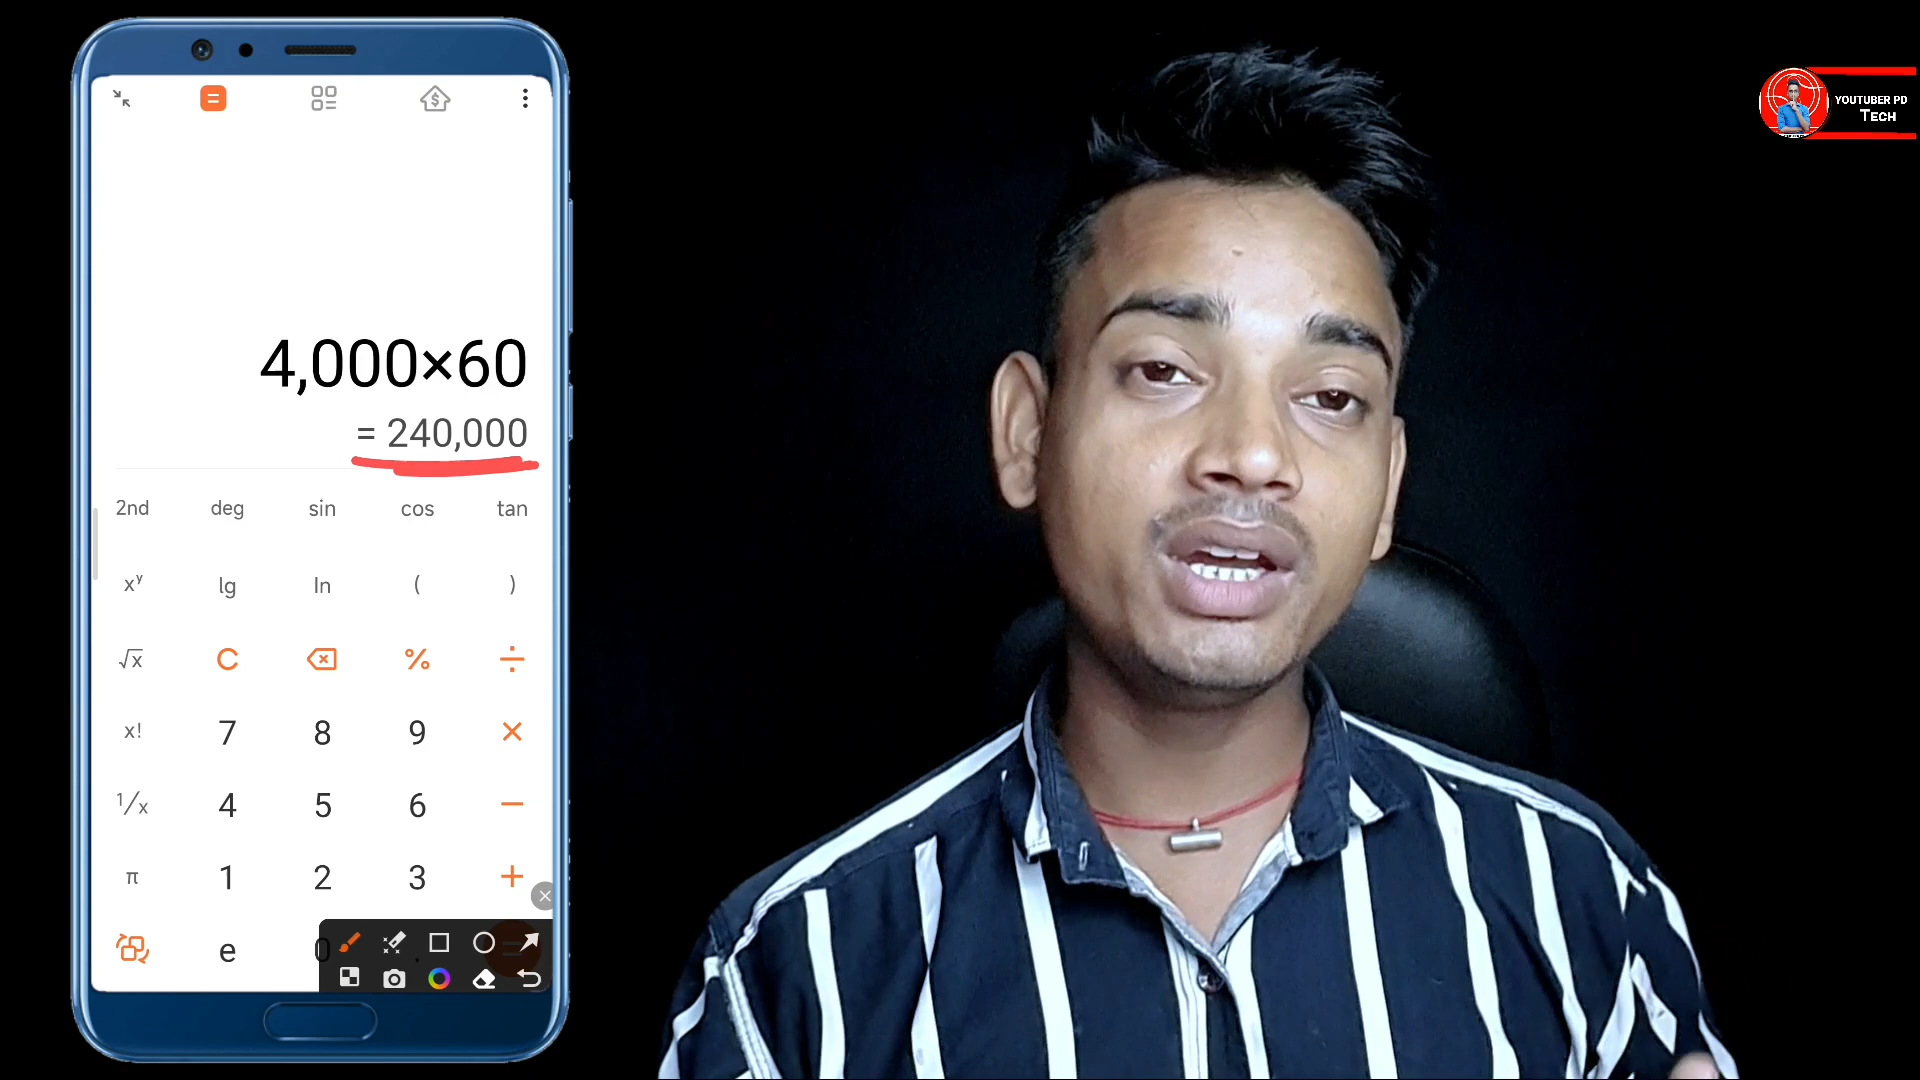 YOUTUBER PD
TECH
4,000×60
= 240,000
2nd deg sin cos tan
xʸ lg ln ( )
√x C % ÷
x! 7 8 9 ×
1/x 4 5 6 −
π 1 2 3 +
e 0 . =